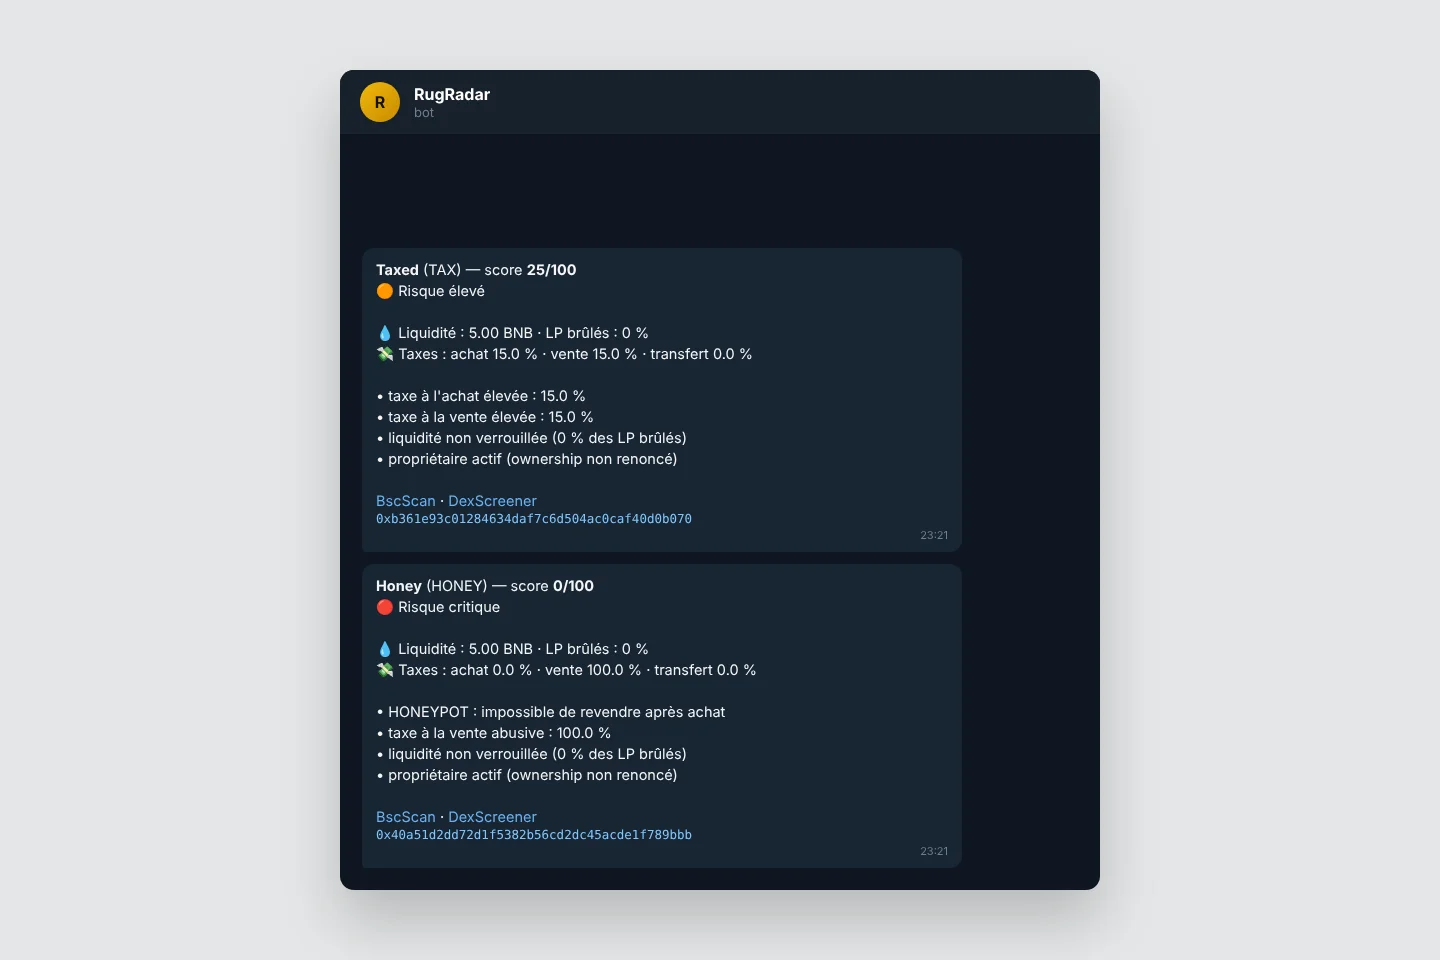 R
RugRadar
bot
Taxed (TAX) — score 25/100
🟠 Risque élevé
💧 Liquidité : 5.00 BNB · LP brûlés : 0 %
💸 Taxes : achat 15.0 % · vente 15.0 % · transfert 0.0 %
• taxe à l'achat élevée : 15.0 %
• taxe à la vente élevée : 15.0 %
• liquidité non verrouillée (0 % des LP brûlés)
• propriétaire actif (ownership non renoncé)
BscScan · DexScreener
0xb361e93c01284634daf7c6d504ac0caf40d0b070
23:21
Honey (HONEY) — score 0/100
🔴 Risque critique
💧 Liquidité : 5.00 BNB · LP brûlés : 0 %
💸 Taxes : achat 0.0 % · vente 100.0 % · transfert 0.0 %
• HONEYPOT : impossible de revendre après achat
• taxe à la vente abusive : 100.0 %
• liquidité non verrouillée (0 % des LP brûlés)
• propriétaire actif (ownership non renoncé)
BscScan · DexScreener
0x40a51d2dd72d1f5382b56cd2dc45acde1f789bbb
23:21